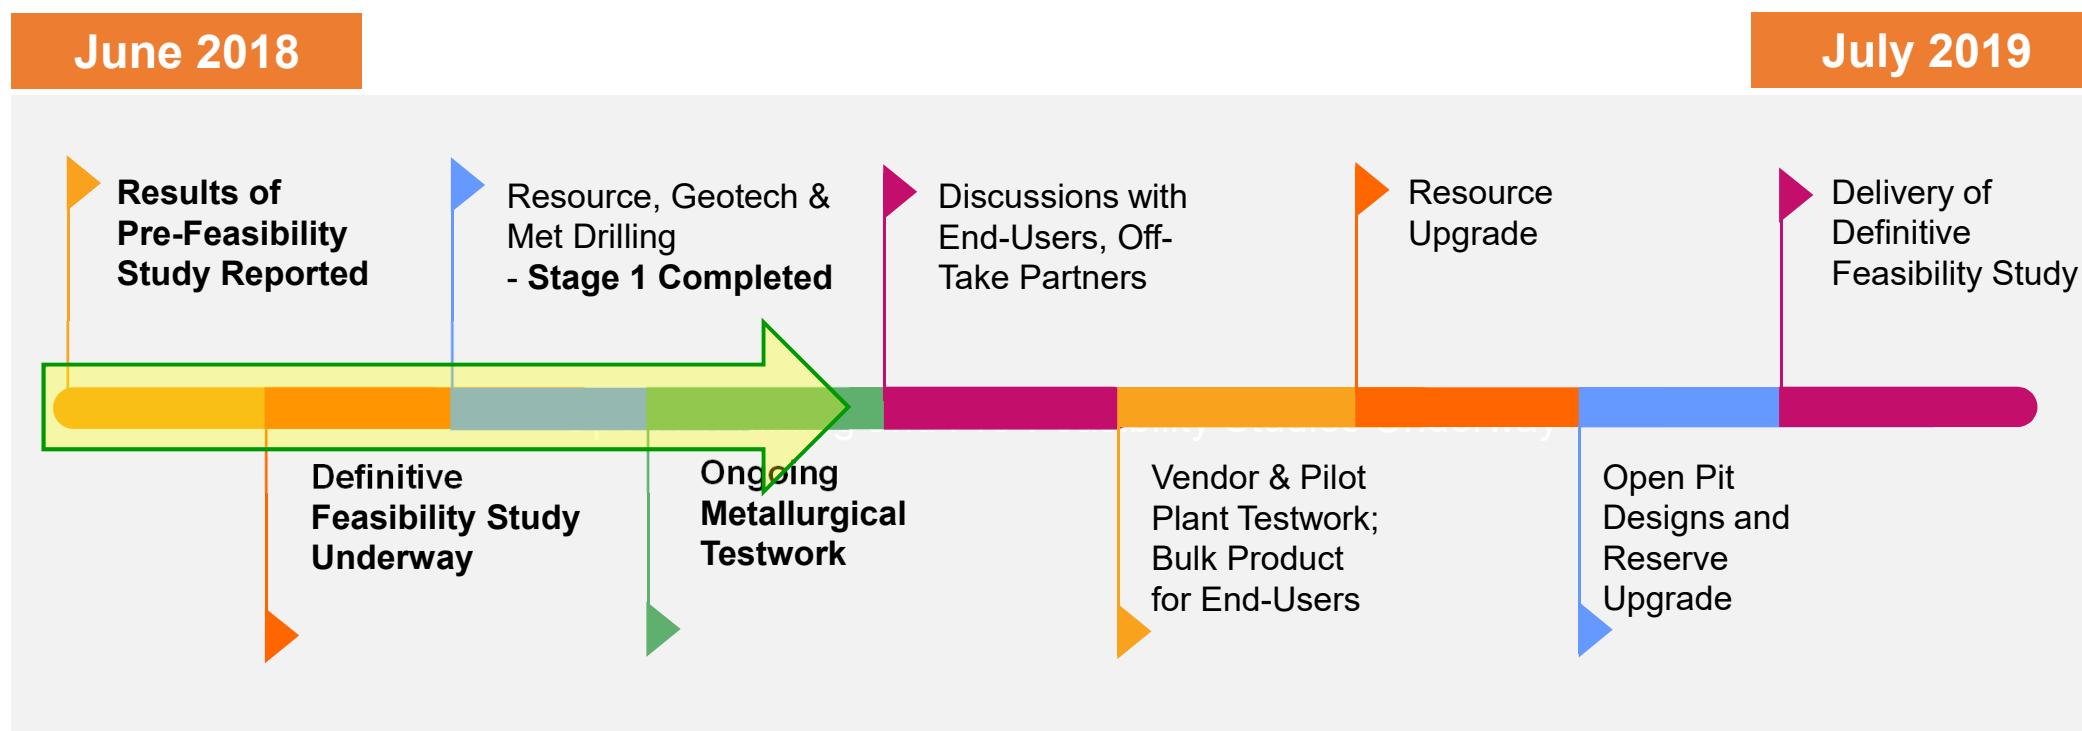 June 2018
July 2019
Results of
Pre-Feasibility
Study Reported
Resource, Geotech &
Met Drilling
- Stage 1 Completed
Discussions with
End-Users, Off-
Take Partners
Resource
Upgrade
Delivery of
Definitive
Feasibility Study
Definitive
Feasibility Study
Underway
Ongoing
Metallurgical
Testwork
Vendor & Pilot
Plant Testwork;
Bulk Product
for End-Users
Open Pit
Designs and
Reserve
Upgrade